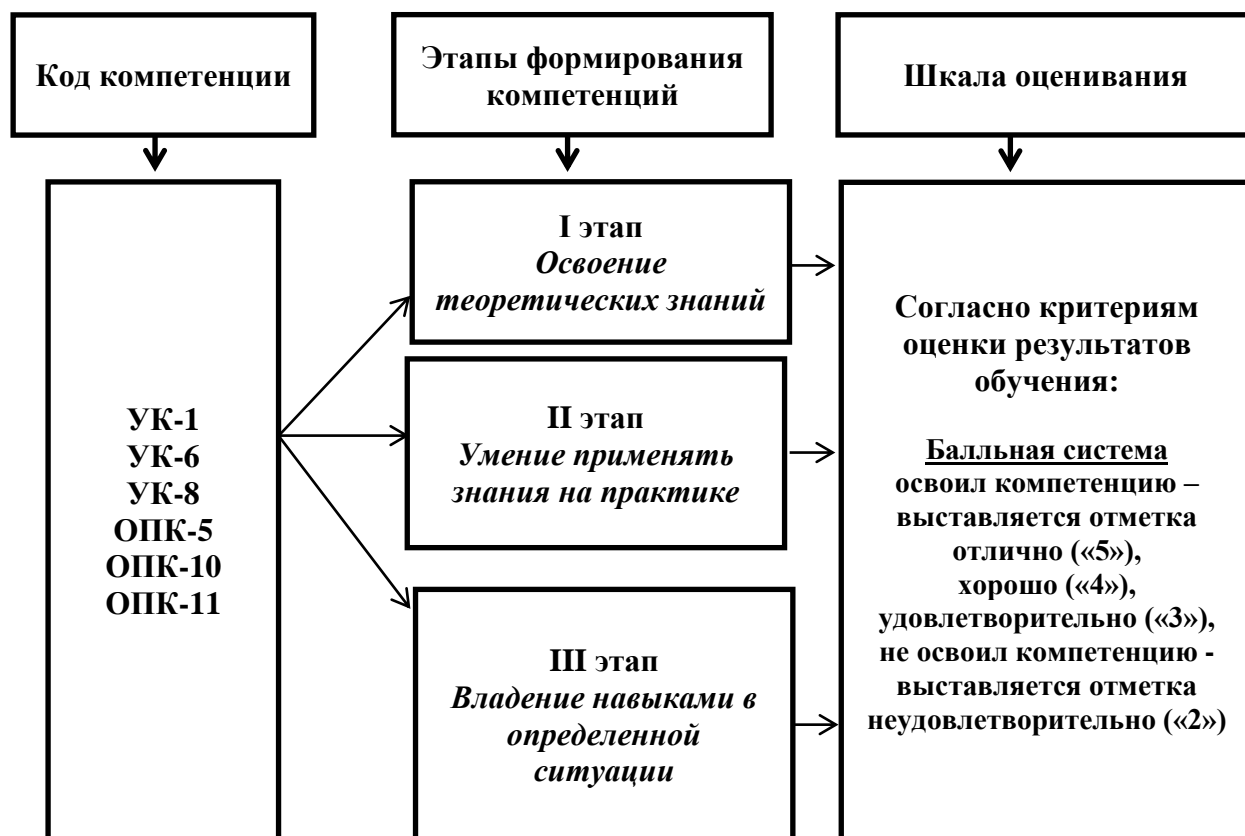 Код компетенции
Этапы формирования
компетенций
Шкала оценивания
УК-1
УК-6
УК-8
ОПК-5
ОПК-10
ОПК-11
I этап
Освоение
теоретических знаний
II этап
Умение применять
знания на практике
III этап
Владение навыками в
определенной
ситуации
Согласно критериям
оценки результатов
обучения:
Балльная система
освоил компетенцию –
выставляется отметка
отлично («5»),
хорошо («4»),
удовлетворительно («3»),
не освоил компетенцию -
выставляется отметка
неудовлетворительно («2»)